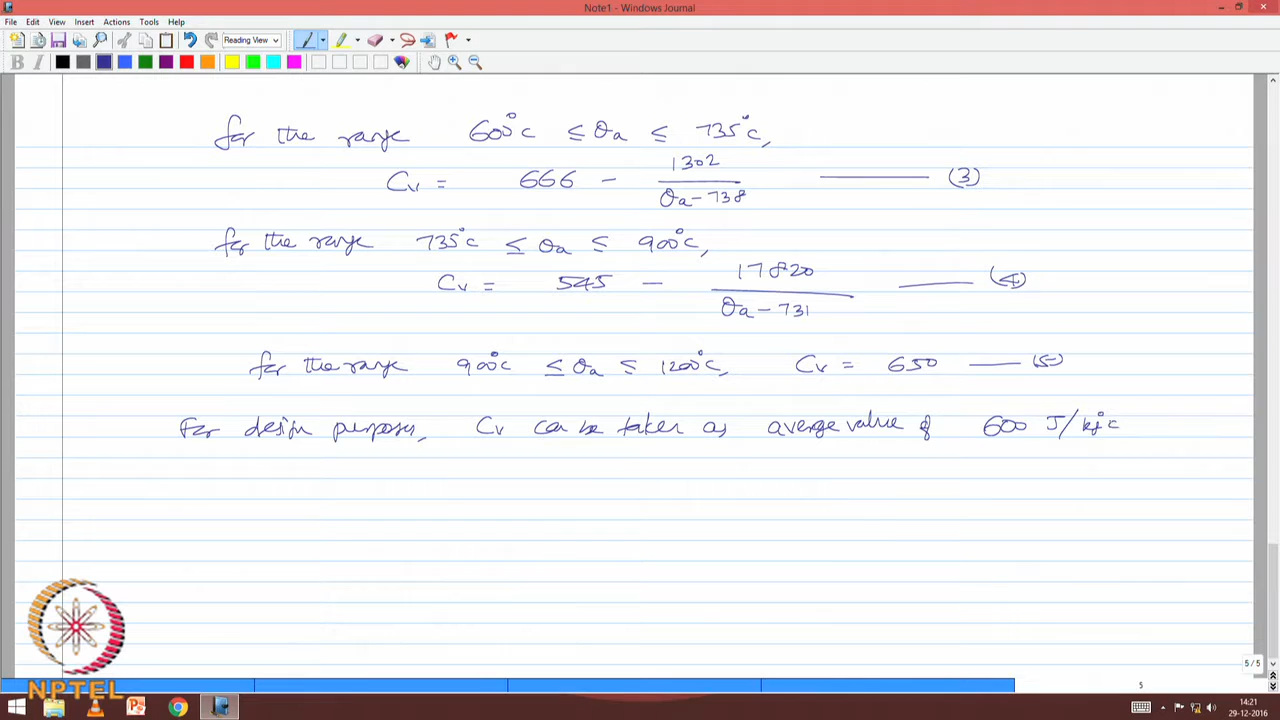 Note1 - Windows Journal
File Edit View Insert Actions Tools Help
Reading View
B I
for the range 600°c ≤ θa ≤ 735°c,
Cv = 666 - 1302 / θa - 738 ——— (3)
for the range 735°c ≤ θa ≤ 900°c,
Cv = 545 - 17820 / θa - 731 ——— (4)
for the range 900°c ≤ θa ≤ 1200°c, Cv = 650 ——— (5)
For design purposes, Cv can be taken as average value of 600 J/kg°c
5 / 5
5
NPTEL
14:21
29-12-2016